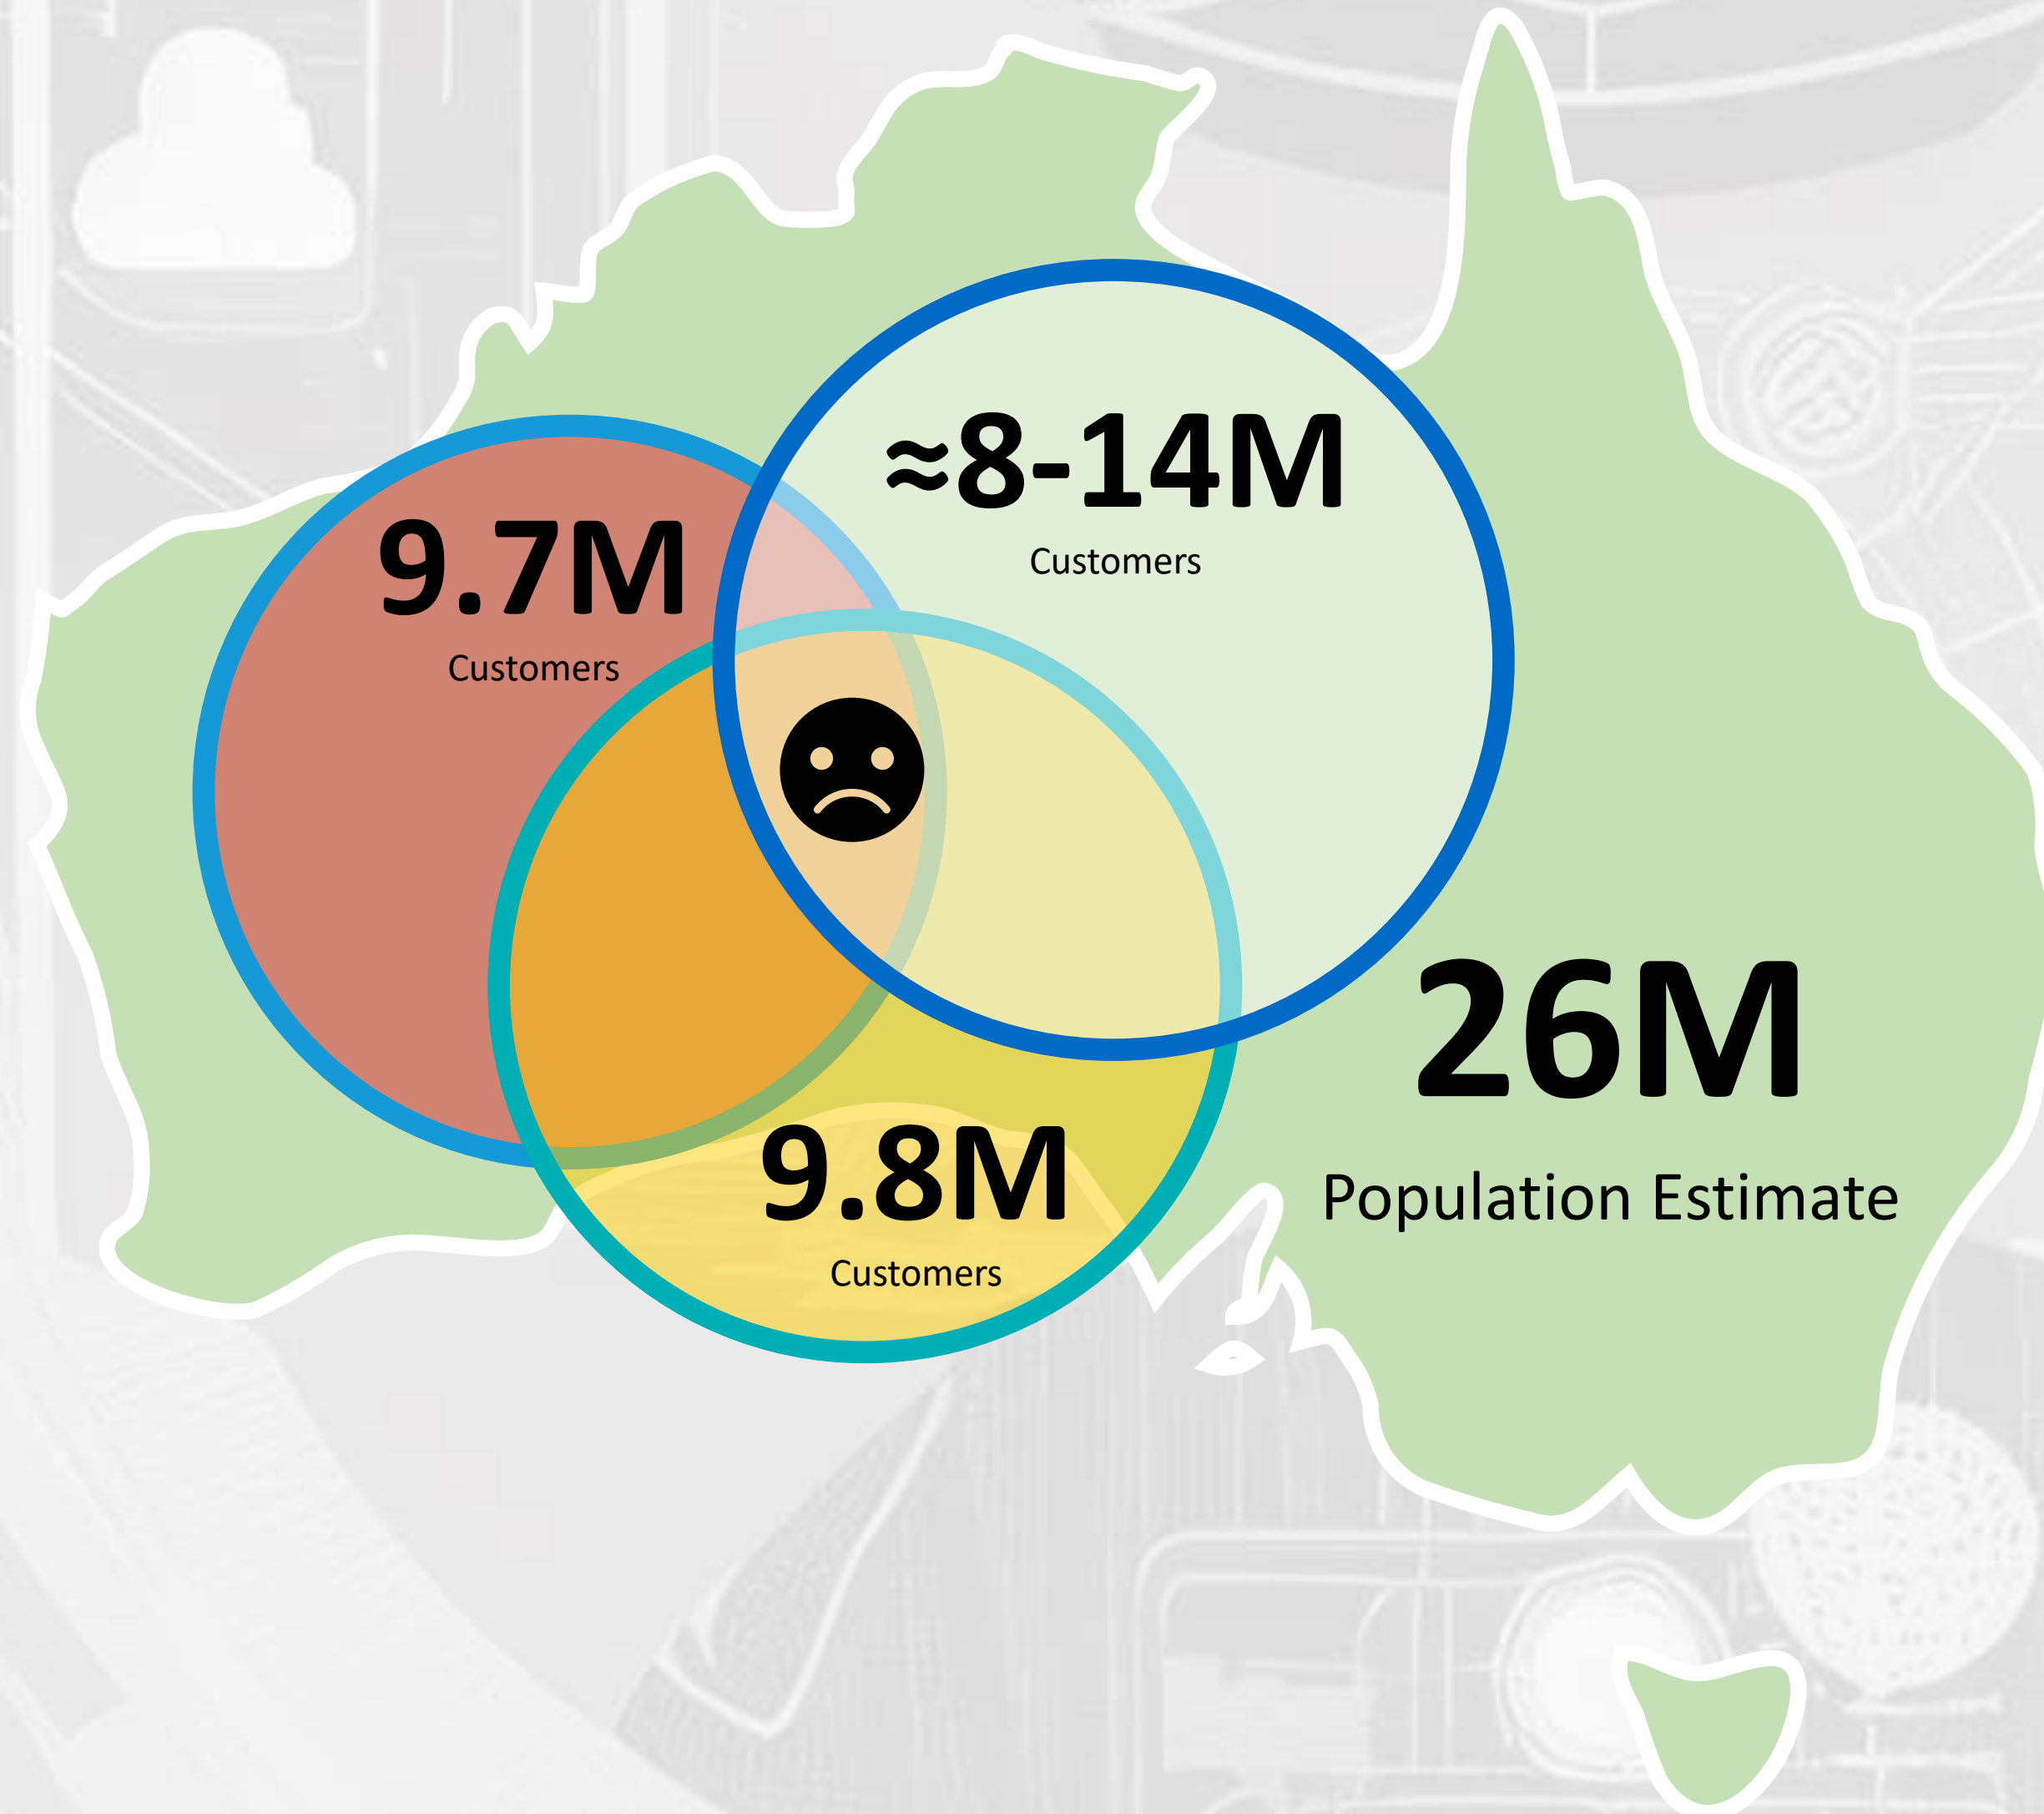 ≈8-14M
Customers
9.7M
Customers
26M
Population Estimate
9.8M
Customers